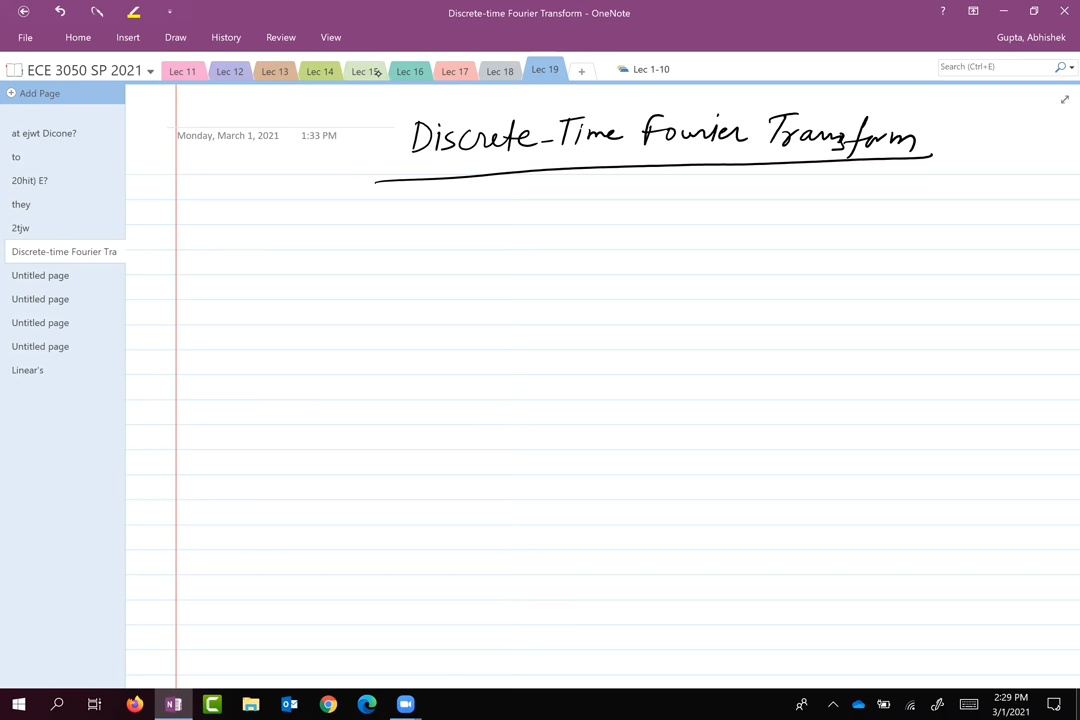 Discrete-time Fourier Transform - OneNote
?
File
Home
Insert
Draw
History
Review
View
Gupta, Abhishek
ECE 3050 SP 2021
Lec 11
Lec 12
Lec 13
Lec 14
Lec 15
Lec 16
Lec 17
Lec 18
Lec 19
+
Lec 1-10
Search (Ctrl+E)
Add Page
at ejwt Dicone?
to
20hit) E?
they
2tjw
Discrete-time Fourier Tra
Untitled page
Untitled page
Untitled page
Untitled page
Linear's
Monday, March 1, 2021 1:33 PM
Discrete-Time Fourier Transform
2:29 PM
3/1/2021